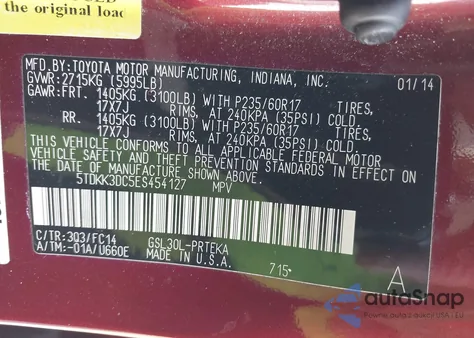 the original load
MFD.BY:TOYOTA MOTOR MANUFACTURING, INDIANA, INC. 01/14
GVWR: 2715KG (5995LB)
GAWR:FRT. 1405KG (3100LB) WITH P235/60R17 TIRES,
17X7J RIMS, AT 240KPA (35PSI) COLD.
RR. 1405KG (3100LB) WITH P235/60R17 TIRES,
17X7J RIMS, AT 240KPA (35PSI) COLD.
THIS VEHICLE CONFORMS TO ALL APPLICABLE FEDERAL MOTOR
VEHICLE SAFETY AND THEFT PREVENTION STANDARDS IN EFFECT ON
THE DATE OF MANUFACTURE SHOWN ABOVE.
5TDKK3DC5ES454127 MPV
C/TR:3Q3/FC14 GSL30L-PRTEKA
A/TM:-01A/U660E MADE IN U.S.A. 715* A
autoSnap